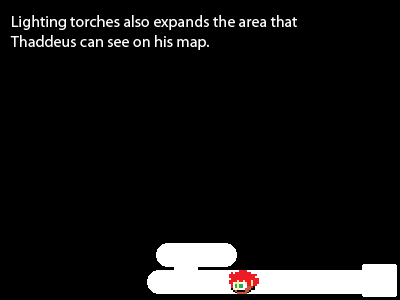 Lighting torches also expands the area that
Thaddeus can see on his map.